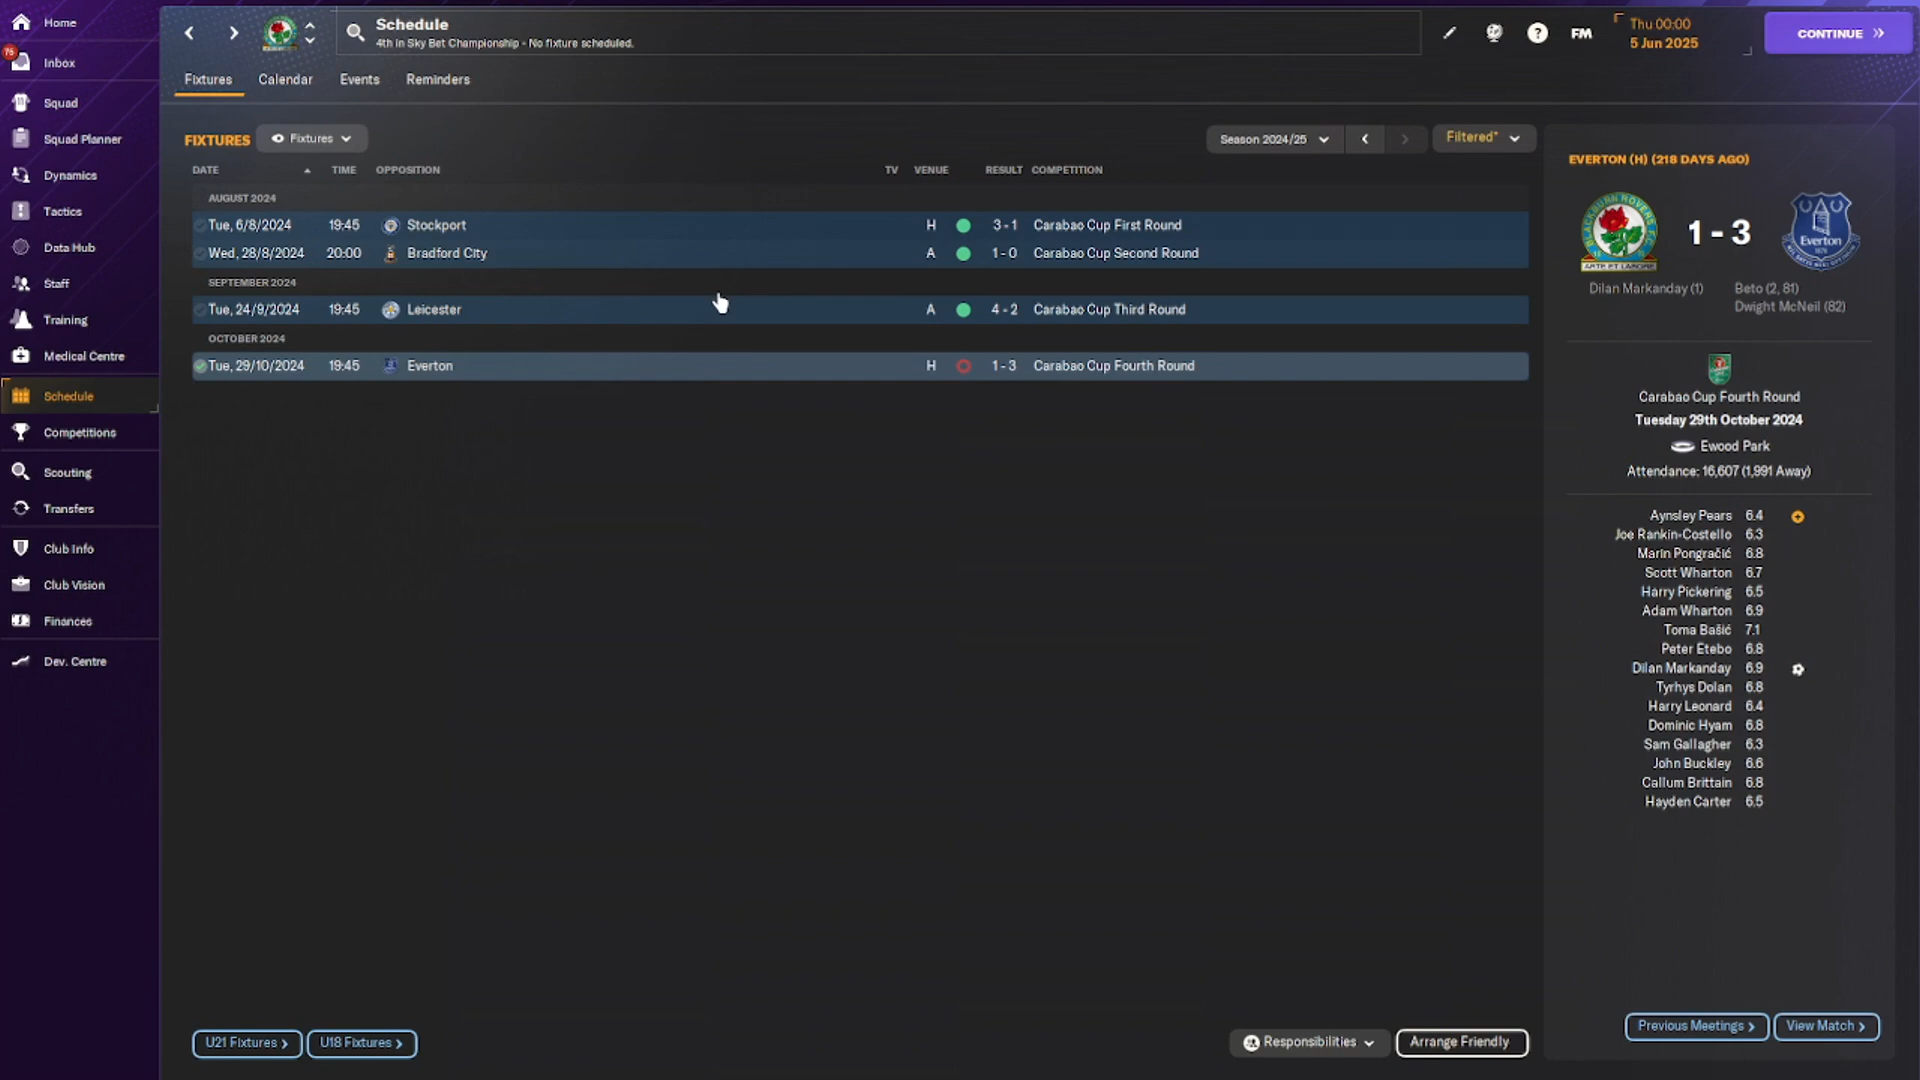 Home
75
Inbox
Squad
Squad Planner
Dynamics
Tactics
Data Hub
Staff
Training
Medical Centre
Schedule
Competitions
Scouting
Transfers
Club Info
Club Vision
Finances
Dev. Centre
Schedule
4th in Sky Bet Championship - No fixture scheduled.
? FM
Thu 00:00
5 Jun 2025
CONTINUE
Fixtures Calendar Events Reminders
FIXTURES Fixtures Season 2024/25 Filtered*
DATE TIME OPPOSITION TV VENUE RESULT COMPETITION
AUGUST 2024
Tue, 6/8/2024 19:45 Stockport H 3 - 1 Carabao Cup First Round
Wed, 28/8/2024 20:00 Bradford City A 1 - 0 Carabao Cup Second Round
SEPTEMBER 2024
Tue, 24/9/2024 19:45 Leicester A 4 - 2 Carabao Cup Third Round
OCTOBER 2024
Tue, 29/10/2024 19:45 Everton H 1 - 3 Carabao Cup Fourth Round
U21 Fixtures U18 Fixtures Responsibilities Arrange Friendly
EVERTON (H) (218 DAYS AGO)
BLACKBURN ROVERS F.C.
ARTE ET LABORE
1 - 3
Everton
Dilan Markanday (1) Beto (2, 81)
Dwight McNeil (82)
Carabao Cup Fourth Round
Tuesday 29th October 2024
Ewood Park
Attendance: 16,607 (1,991 Away)
Aynsley Pears 6.4
Joe Rankin-Costello 6.3
Marin Pongračić 6.8
Scott Wharton 6.7
Harry Pickering 6.5
Adam Wharton 6.9
Toma Bašić 7.1
Peter Etebo 6.8
Dilan Markanday 6.9
Tyrhys Dolan 6.8
Harry Leonard 6.4
Dominic Hyam 6.8
Sam Gallagher 6.3
John Buckley 6.6
Callum Brittain 6.8
Hayden Carter 6.5
Previous Meetings View Match